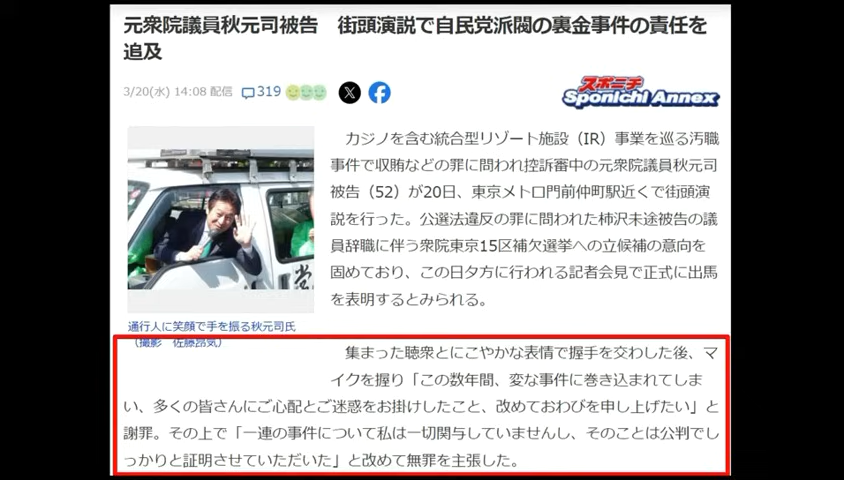 元衆院議員秋元司被告　街頭演説で自民党派閥の裏金事件の責任を
追及
3/20(水) 14:08 配信 319
スポニチ
Sponichi Annex
カジノを含む統合型リゾート施設（IR）事業を巡る汚職
事件で収賄などの罪に問われ控訴審中の元衆院議員秋元司
被告（52）が20日、東京メトロ門前仲町駅近くで街頭演
説を行った。公選法違反の罪に問われた柿沢未途被告の議
員辞職に伴う衆院東京15区補欠選挙への立候補の意向を
固めており、この日夕方に行われる記者会見で正式に出馬
を表明するとみられる。
通行人に笑顔で手を振る秋元司氏
（撮影　佐藤昂気）
集まった聴衆とにこやかな表情で握手を交わした後、マ
イクを握り「この数年間、変な事件に巻き込まれてしま
い、多くの皆さんにご心配とご迷惑をお掛けしたこと、改めておわびを申し上げたい」と
謝罪。その上で「一連の事件について私は一切関与していませんし、そのことは公判でし
っかりと証明させていただいた」と改めて無罪を主張した。